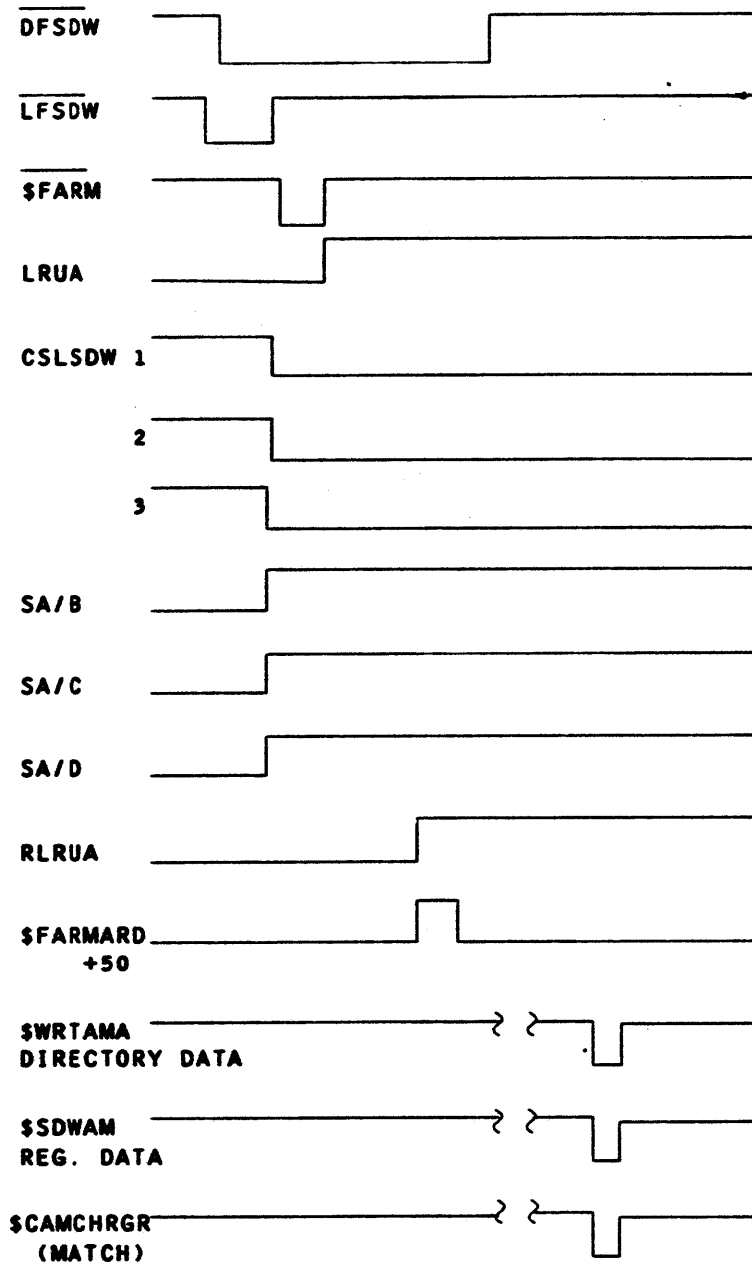 DFSDW
LFSDW
$FARM
LRUA
CSLSDW 1
2
3
SA/B
SA/C
SA/D
RLRUA
$FARMARD
+50
$WRTAMA
DIRECTORY DATA
$SDWAM
REG. DATA
$CAMCHRGR
(MATCH)